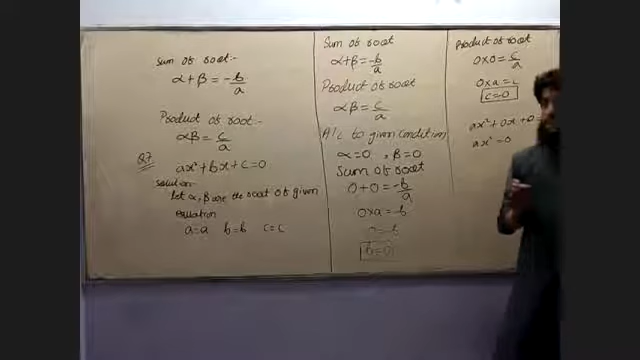 Sum of root:-
α+β = -b/a
Product of root:-
αβ = c/a
Q7
ax²+bx+c=0
Solution:-
let α, β are the root of given
equation
a=a b=b c=c
Sum of root
α+β = -b/a
Product of root
αβ = c/a
A/c to given condition
α=0 , β=0
Sum of root
0+0 = -b/a
0×a = -b
0 = -b
b=0
Product of root
0×0 = c/a
0×a = c
c=0
ax²+0x+0=
ax²=0